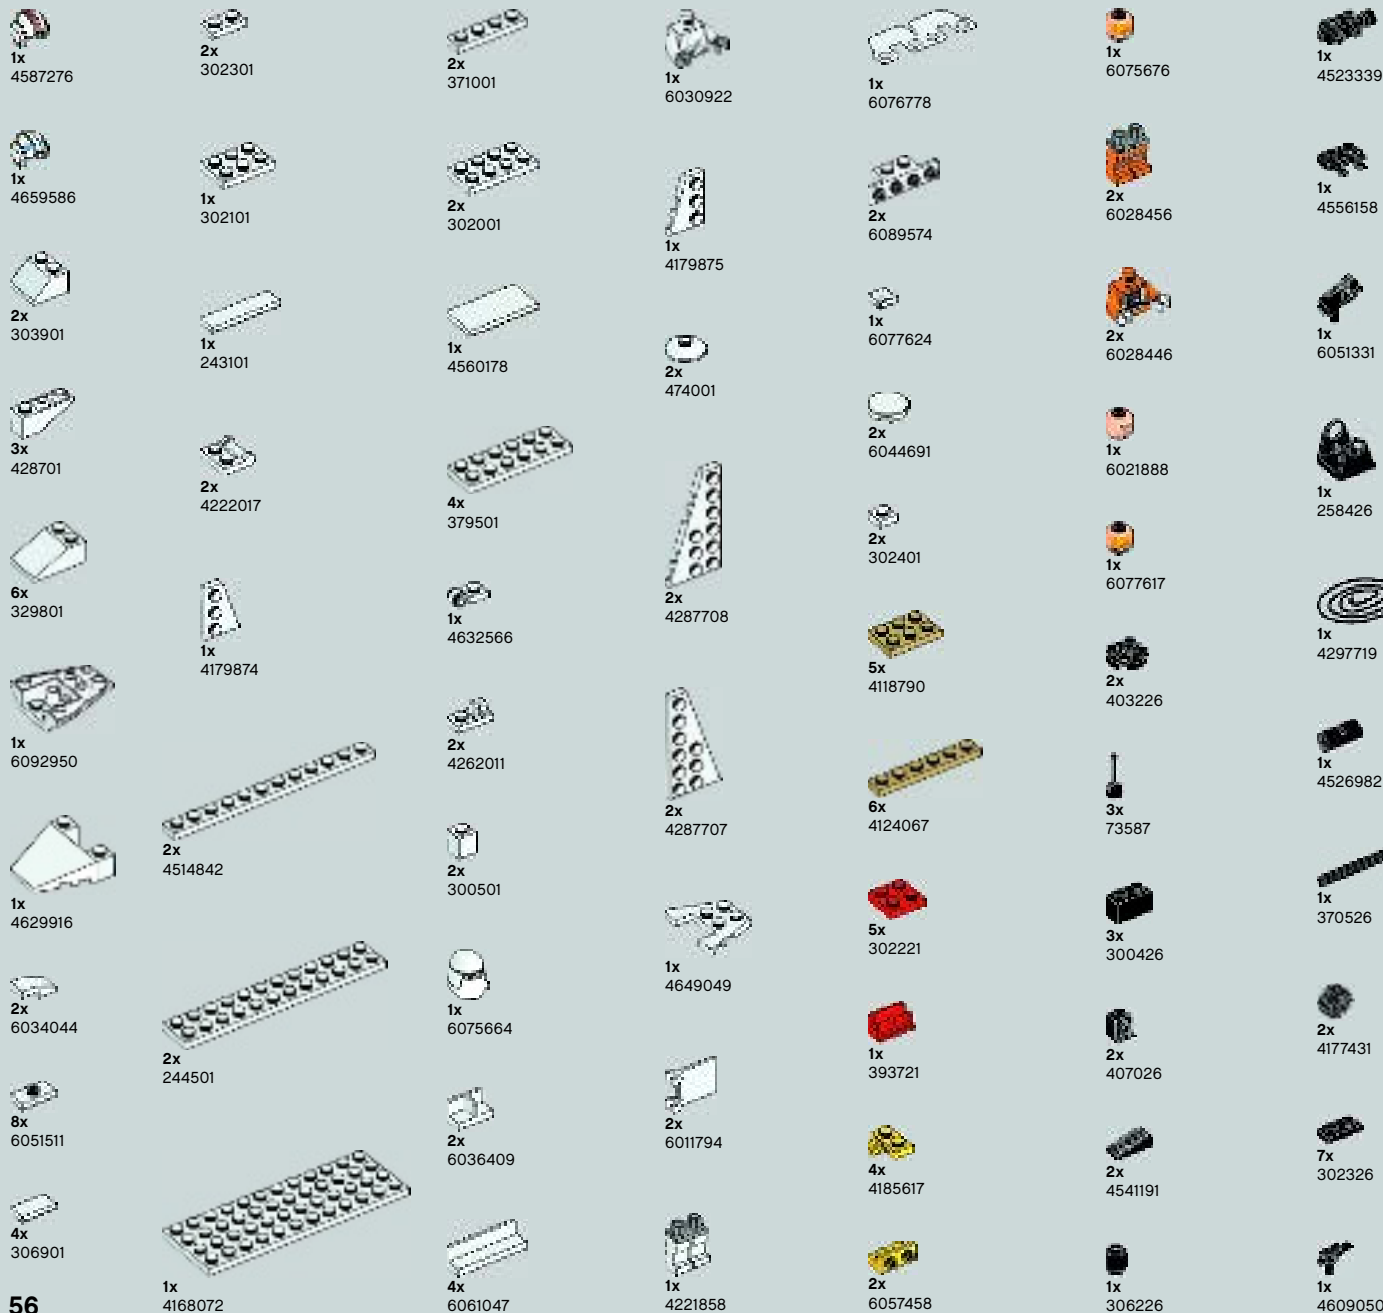 1x
4587276
1x
4659586
2x
303901
3x
428701
6x
329801
1x
6092950
1x
4629916
2x
6034044
8x
6051511
4x
306901
56
2x
302301
1x
302101
1x
243101
2x
4222017
1x
4179874
2x
4514842
2x
244501
1x
4168072
2x
371001
2x
302001
1x
4560178
4x
379501
1x
4632566
2x
4262011
2x
300501
1x
6075664
2x
6036409
4x
6061047
1x
6030922
1x
4179875
2x
474001
2x
4287708
2x
4287707
1x
4649049
2x
6011794
1x
4221858
1x
6076778
2x
6089574
1x
6077624
2x
6044691
2x
302401
5x
4118790
6x
4124067
5x
302221
1x
393721
4x
4185617
2x
6057458
1x
6075676
2x
6028456
2x
6028446
1x
6021888
1x
6077617
2x
403226
3x
73587
3x
300426
2x
407026
2x
4541191
1x
306226
1x
4523339
1x
4556158
1x
6051331
1x
258426
1x
4297719
1x
4526982
1x
370526
2x
4177431
7x
302326
1x
4609050